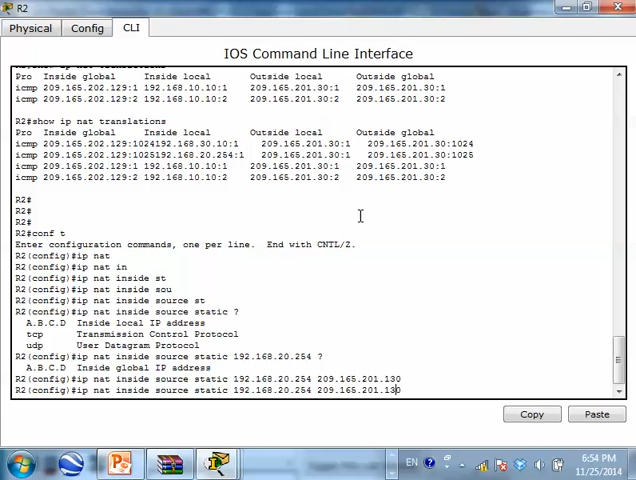 R2
Physical Config CLI
IOS Command Line Interface
Pro Inside global Inside local Outside local Outside global
icmp 209.165.202.129:1 192.168.10.10:1 209.165.201.30:1 209.165.201.30:1
icmp 209.165.202.129:2 192.168.10.10:2 209.165.201.30:2 209.165.201.30:2
R2#show ip nat translations
Pro Inside global Inside local Outside local Outside global
icmp 209.165.202.129:1024192.168.30.10:1 209.165.201.30:1 209.165.201.30:1024
icmp 209.165.202.129:1025192.168.20.254:1 209.165.201.30:1 209.165.201.30:1025
icmp 209.165.202.129:1 192.168.10.10:1 209.165.201.30:1 209.165.201.30:1
icmp 209.165.202.129:2 192.168.10.10:2 209.165.201.30:2 209.165.201.30:2
R2#
R2#
R2#
R2#conf t
Enter configuration commands, one per line. End with CNTL/Z.
R2(config)#ip nat
R2(config)#ip nat in
R2(config)#ip nat inside st
R2(config)#ip nat inside sou
R2(config)#ip nat inside source st
R2(config)#ip nat inside source static ?
A.B.C.D Inside local IP address
tcp Transmission Control Protocol
udp User Datagram Protocol
R2(config)#ip nat inside source static 192.168.20.254 ?
A.B.C.D Inside global IP address
R2(config)#ip nat inside source static 192.168.20.254 209.165.201.130
R2(config)#ip nat inside source static 192.168.20.254 209.165.201.130
Copy Paste
EN
6:54 PM
11/25/2014